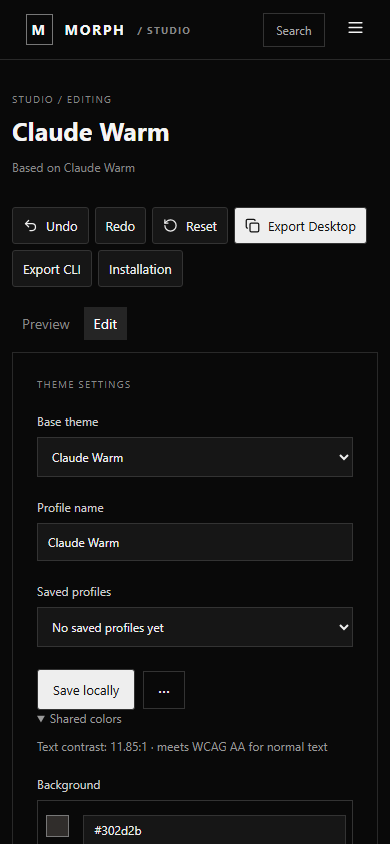 M MORPH / STUDIO Search
STUDIO / EDITING
Claude Warm
Based on Claude Warm
Undo Redo Reset Export Desktop
Export CLI Installation
Preview Edit
THEME SETTINGS
Base theme
Claude Warm
Profile name
Claude Warm
Saved profiles
No saved profiles yet
Save locally ...
▼ Shared colors
Text contrast: 11.85:1 · meets WCAG AA for normal text
Background
#302d2b